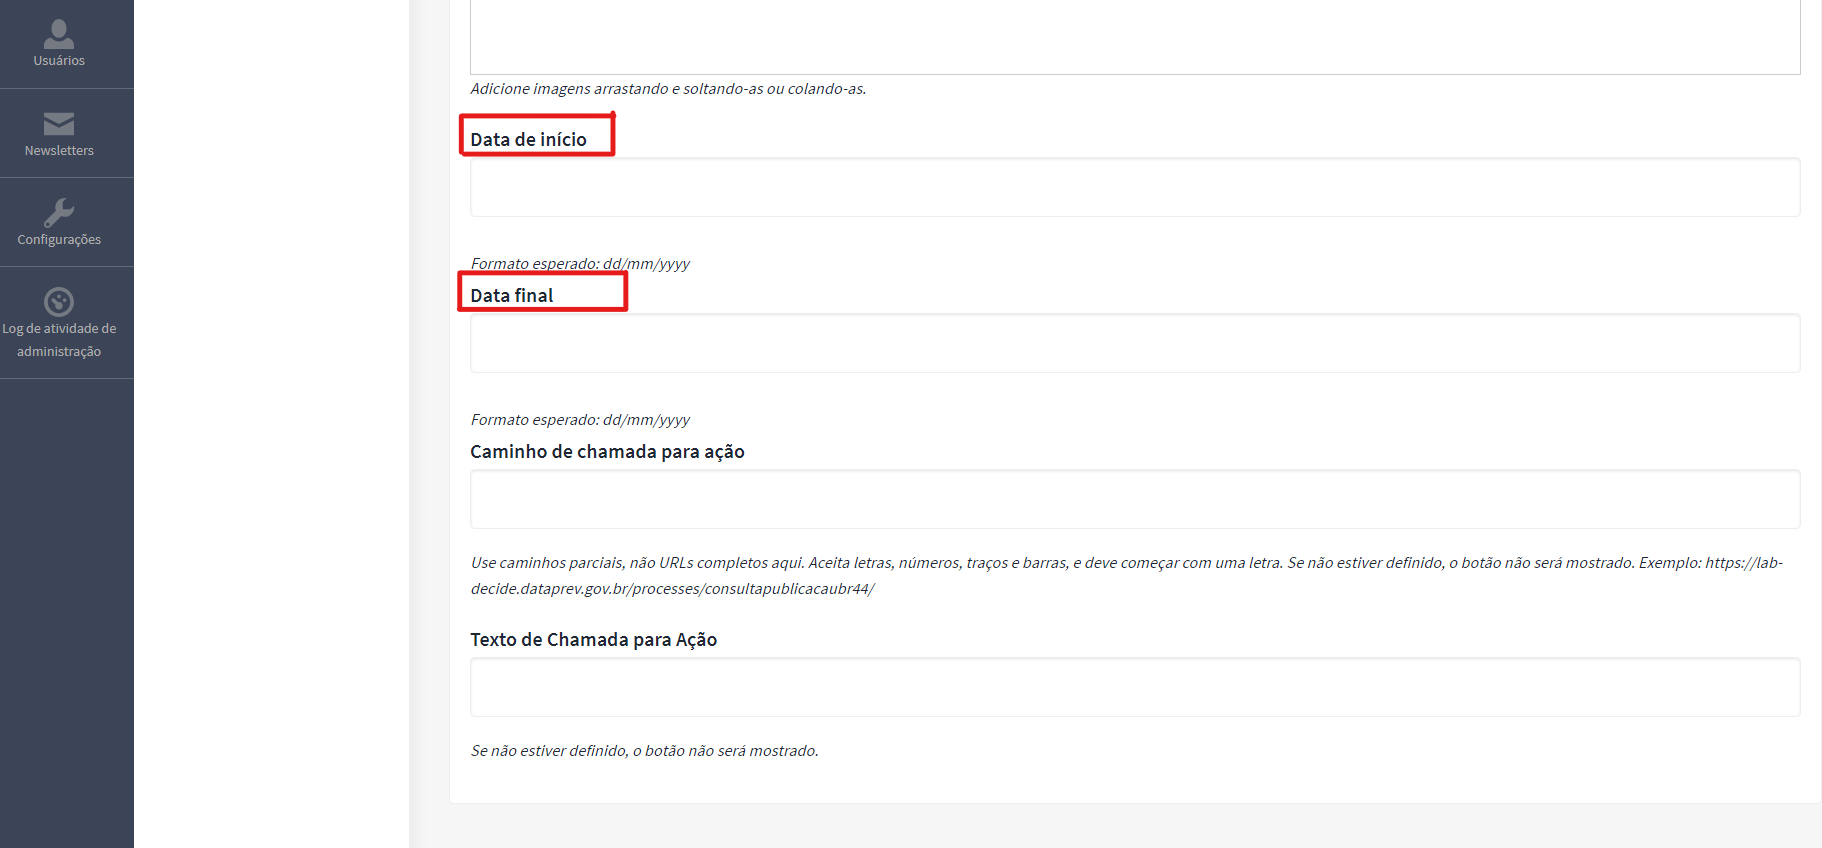 Usuários
Newsletters
Configurações
Log de atividade de
administração
Adicione imagens arrastando e soltando-as ou colando-as.
Data de início
Formato esperado: dd/mm/yyyy
Data final
Formato esperado: dd/mm/yyyy
Caminho de chamada para ação
Use caminhos parciais, não URLs completos aqui. Aceita letras, números, traços e barras, e deve começar com uma letra. Se não estiver definido, o botão não será mostrado. Exemplo: https://lab-
decide.dataprev.gov.br/processes/consultapublicacaubr44/
Texto de Chamada para Ação
Se não estiver definido, o botão não será mostrado.